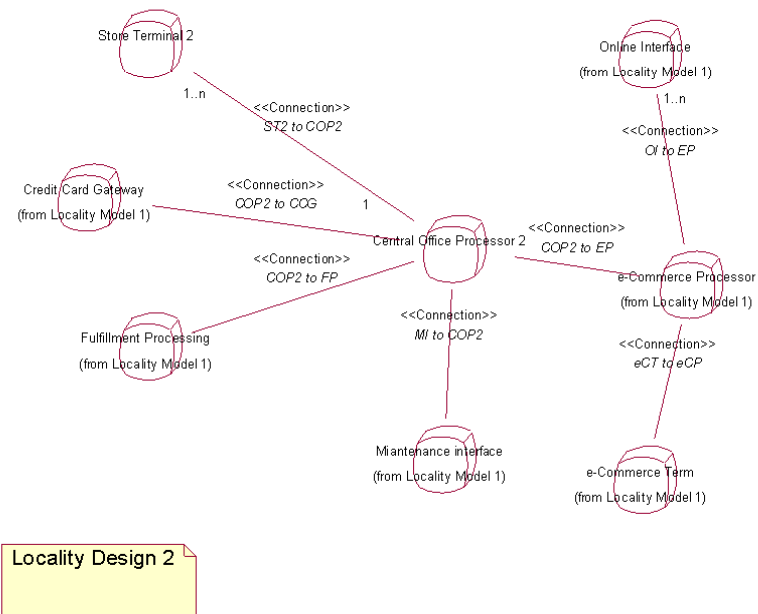 Store Terminal 2
1..n
<<Connection>>
ST2 to COP2
Online Interface
(from Locality Model 1)
1..n
<<Connection>>
OI to EP
Credit Card Gateway
(from Locality Model 1)
<<Connection>>
COP2 to CCG
1
Central Office Processor 2
<<Connection>>
COP2 to EP
<<Connection>>
COP2 to FP
e-Commerce Processor
(from Locality Model 1)
Fulfillment Processing
(from Locality Model 1)
<<Connection>>
MI to COP2
<<Connection>>
eCT to eCP
Miantenance interface
(from Locality Model 1)
e-Commerce Term
(from Locality Model 1)
Locality Design 2